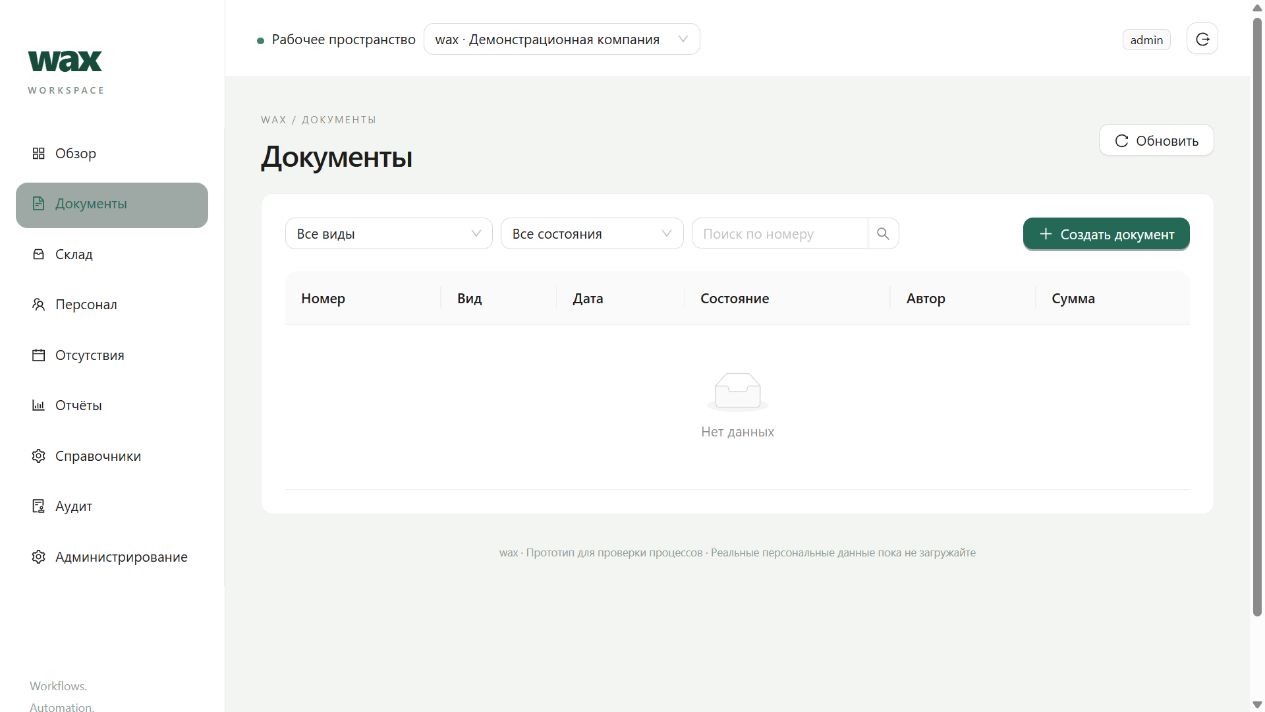 wax
WORKSPACE
Обзор
Документы
Склад
Персонал
Отсутствия
Отчёты
Справочники
Аудит
Администрирование
Workflows.
Automation.
Рабочее пространство
wax · Демонстрационная компания
admin
WAX / ДОКУМЕНТЫ
Документы
Обновить
Все виды
Все состояния
Поиск по номеру
Создать документ
Номер Вид Дата Состояние Автор Сумма
Нет данных
wax · Прототип для проверки процессов · Реальные персональные данные пока не загружайте